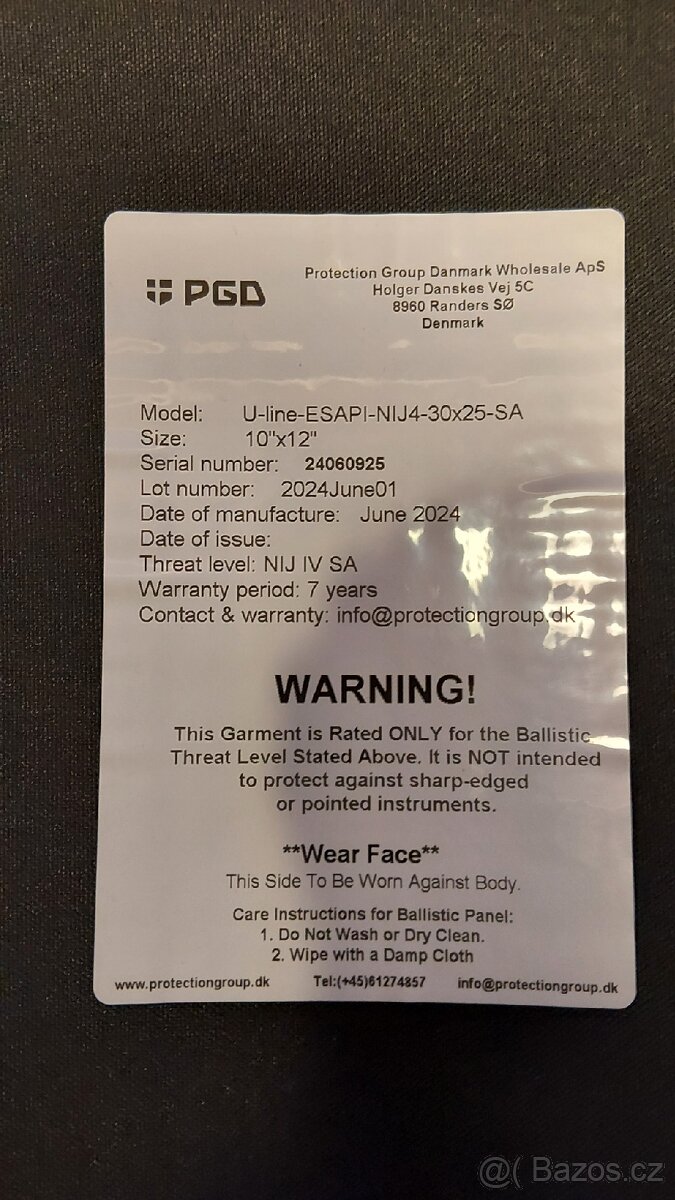 PGD
Protection Group Danmark Wholesale ApS
Holger Danskes Vej 5C
8960 Randers SØ
Denmark
Model: U-line-ESAPI-NIJ4-30x25-SA
Size: 10"x12"
Serial number: 24060925
Lot number: 2024June01
Date of manufacture: June 2024
Date of issue:
Threat level: NIJ IV SA
Warranty period: 7 years
Contact & warranty: info@protectiongroup.dk
WARNING!
This Garment is Rated ONLY for the Ballistic
Threat Level Stated Above. It is NOT intended
to protect against sharp-edged
or pointed instruments.
**Wear Face**
This Side To Be Worn Against Body.
Care Instructions for Ballistic Panel:
1. Do Not Wash or Dry Clean.
2. Wipe with a Damp Cloth
www.protectiongroup.dk Tel:(+45)61274857 info@protectiongroup.dk
@( Bazos.cz